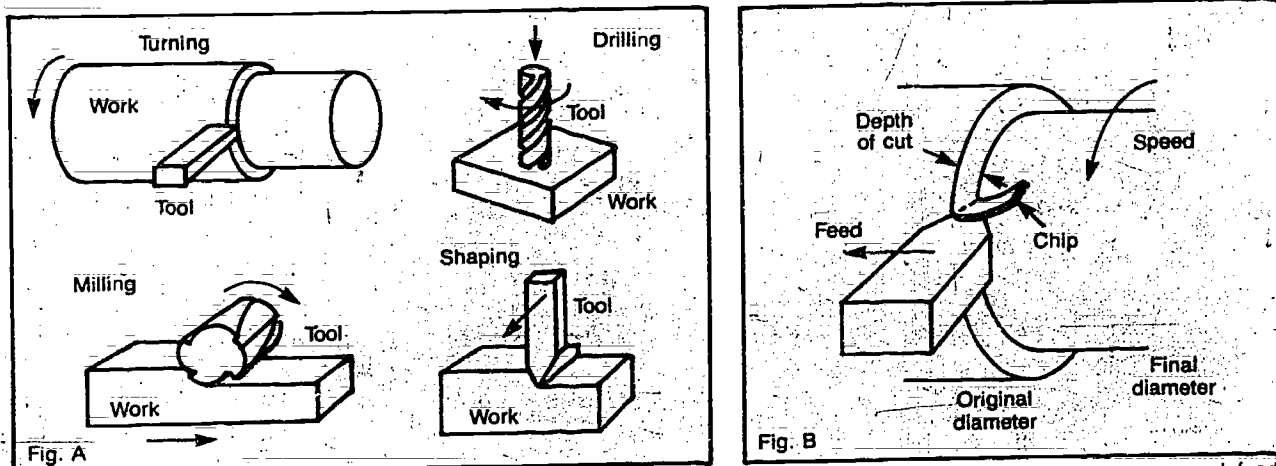 Turning
Work
Tool
Drilling
Tool
Work
Milling
Tool
Work
Shaping
Tool
Work
Fig. A
Depth
of cut
Speed
Feed
Chip
Final
diameter
Original
diameter
Fig. B